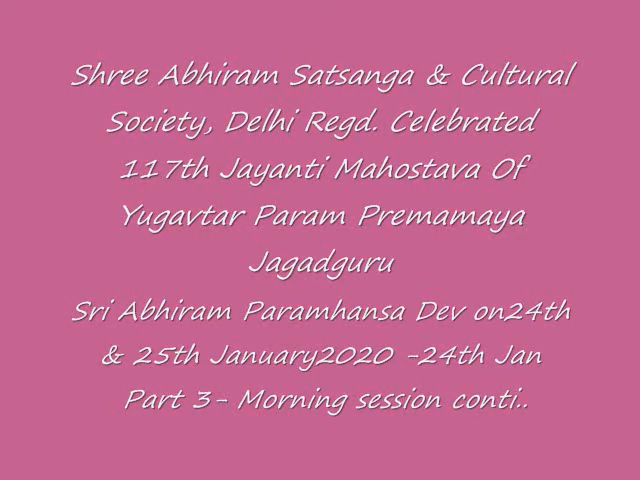 Shree Abhiram Satsanga & Cultural
Society, Delhi Regd. Celebrated
117th Jayanti Mahostava Of
Yugavtar Param Premamaya
Jagadguru
Sri Abhiram Paramhansa Dev on24th
& 25th January2020 -24th Jan
Part 3- Morning session conti..